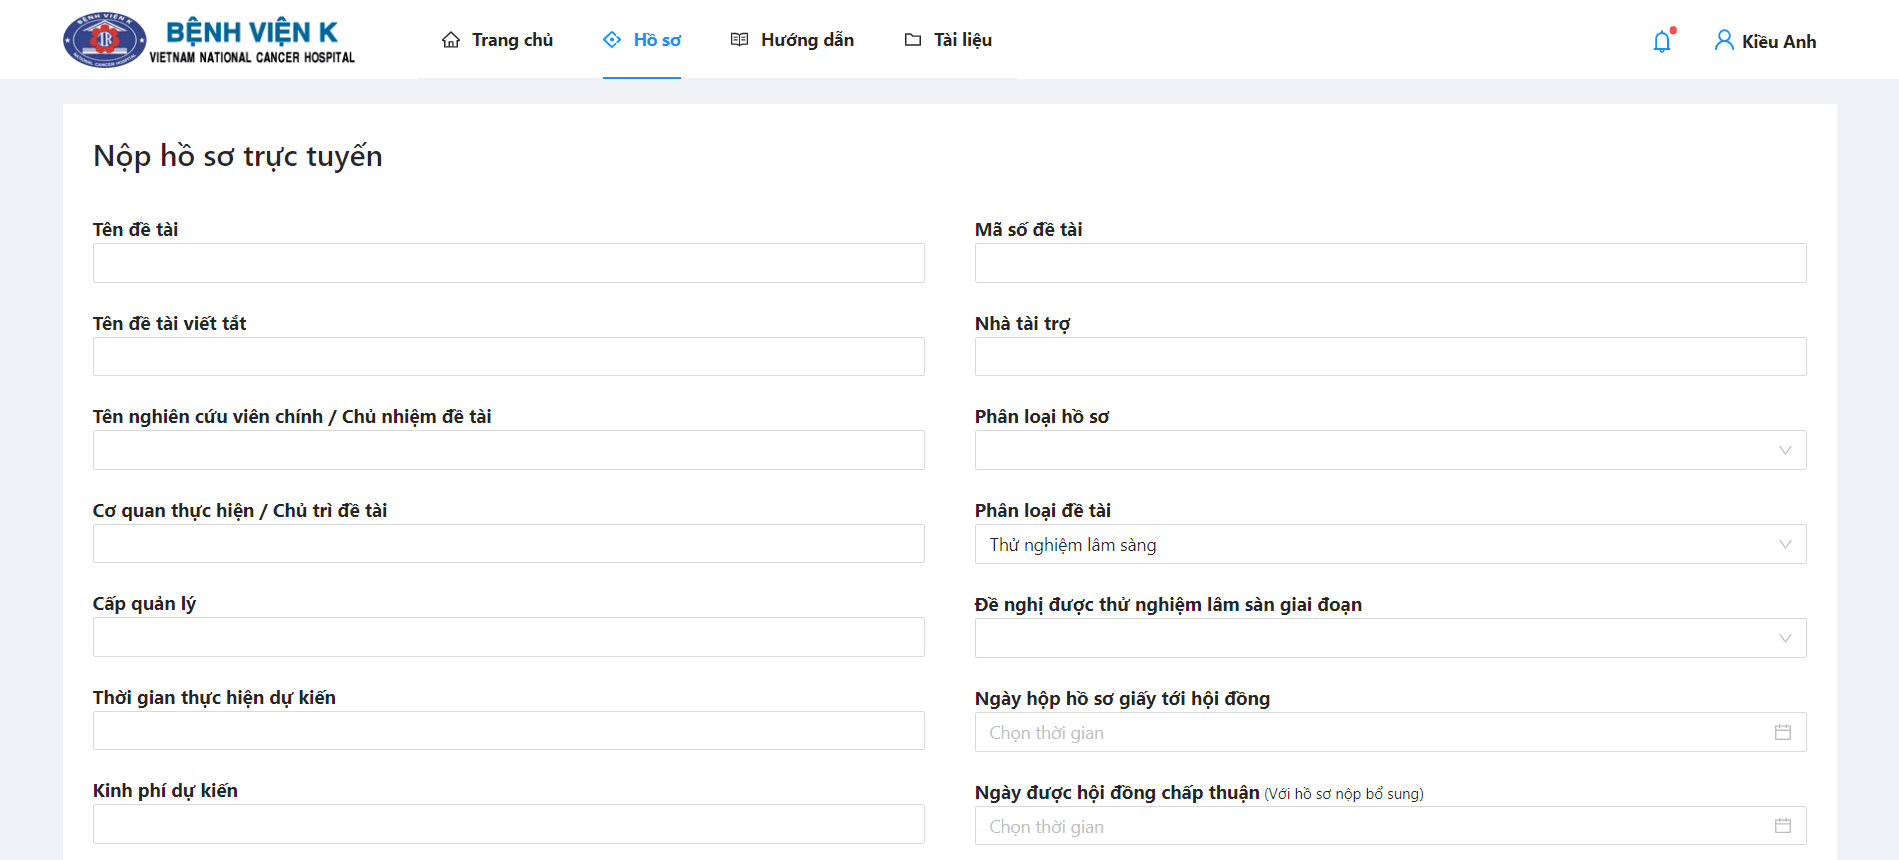 BỆNH VIỆN K
VIETNAM NATIONAL CANCER HOSPITAL
Trang chủ
Hồ sơ
Hướng dẫn
Tài liệu
Kiều Anh
Nộp hồ sơ trực tuyến
Tên đề tài
Mã số đề tài
Tên đề tài viết tắt
Nhà tài trợ
Tên nghiên cứu viên chính / Chủ nhiệm đề tài
Phân loại hồ sơ
Cơ quan thực hiện / Chủ trì đề tài
Phân loại đề tài
Thử nghiệm lâm sàng
Cấp quản lý
Đề nghị được thử nghiệm lâm sàn giai đoạn
Thời gian thực hiện dự kiến
Ngày hộp hồ sơ giấy tới hội đồng
Chọn thời gian
Kinh phí dự kiến
Ngày được hội đồng chấp thuận (Với hồ sơ nộp bổ sung)
Chọn thời gian